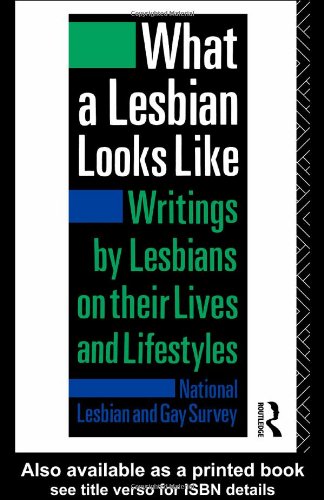 What
a Lesbian
Looks Like
Writings
by Lesbians
on their Lives
and Lifestyles
National
Lesbian and Gay Survey
ROUTLEDGE
Also available as a printed book
see title verso for ISBN details